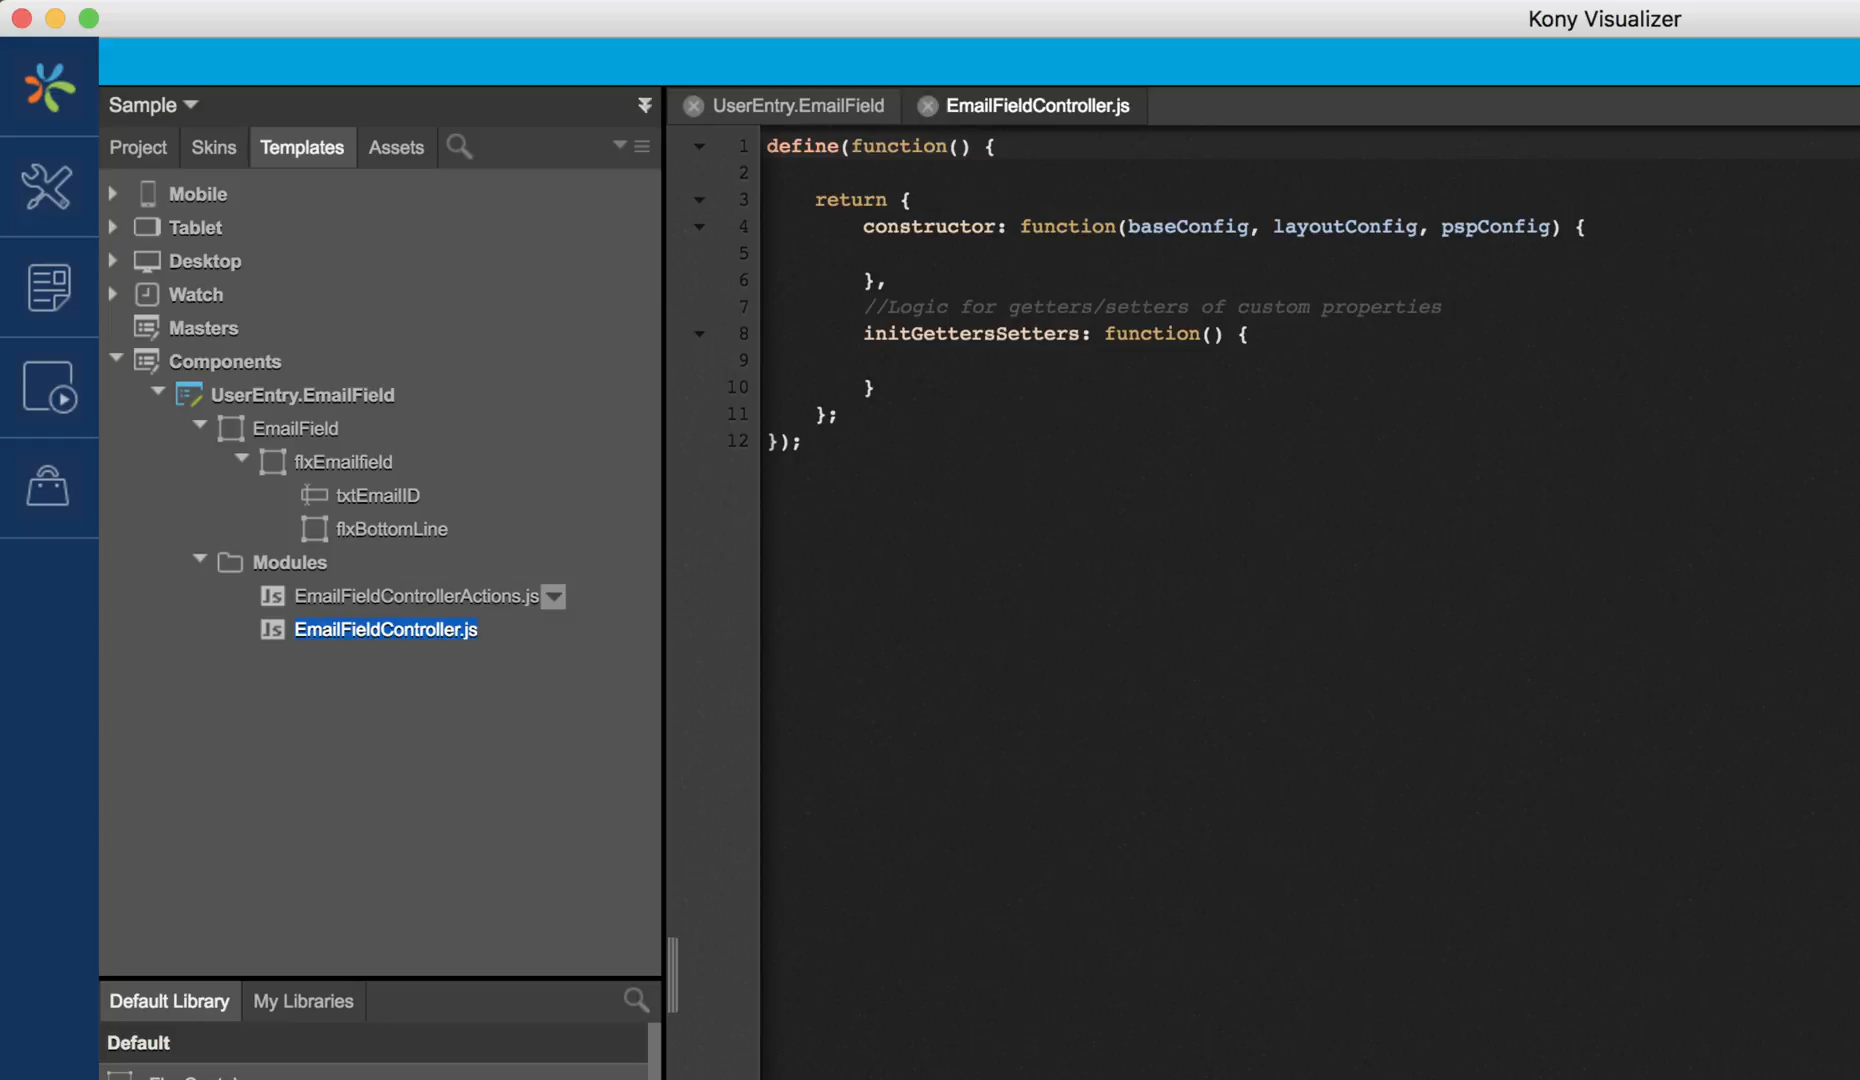 Kony Visualizer
Sample
UserEntry.EmailField
EmailFieldController.js
Project
Skins
Templates
Assets
Mobile
Tablet
Desktop
Watch
Masters
Components
UserEntry.EmailField
EmailField
flxEmailfield
txtEmailID
flxBottomLine
Modules
Js EmailFieldControllerActions.js
Js EmailFieldController.js
Default Library
My Libraries
Default
1 define(function() {
2
3 return {
4 constructor: function(baseConfig, layoutConfig, pspConfig) {
5
6 },
7 //Logic for getters/setters of custom properties
8 initGettersSetters: function() {
9
10 }
11 };
12 });